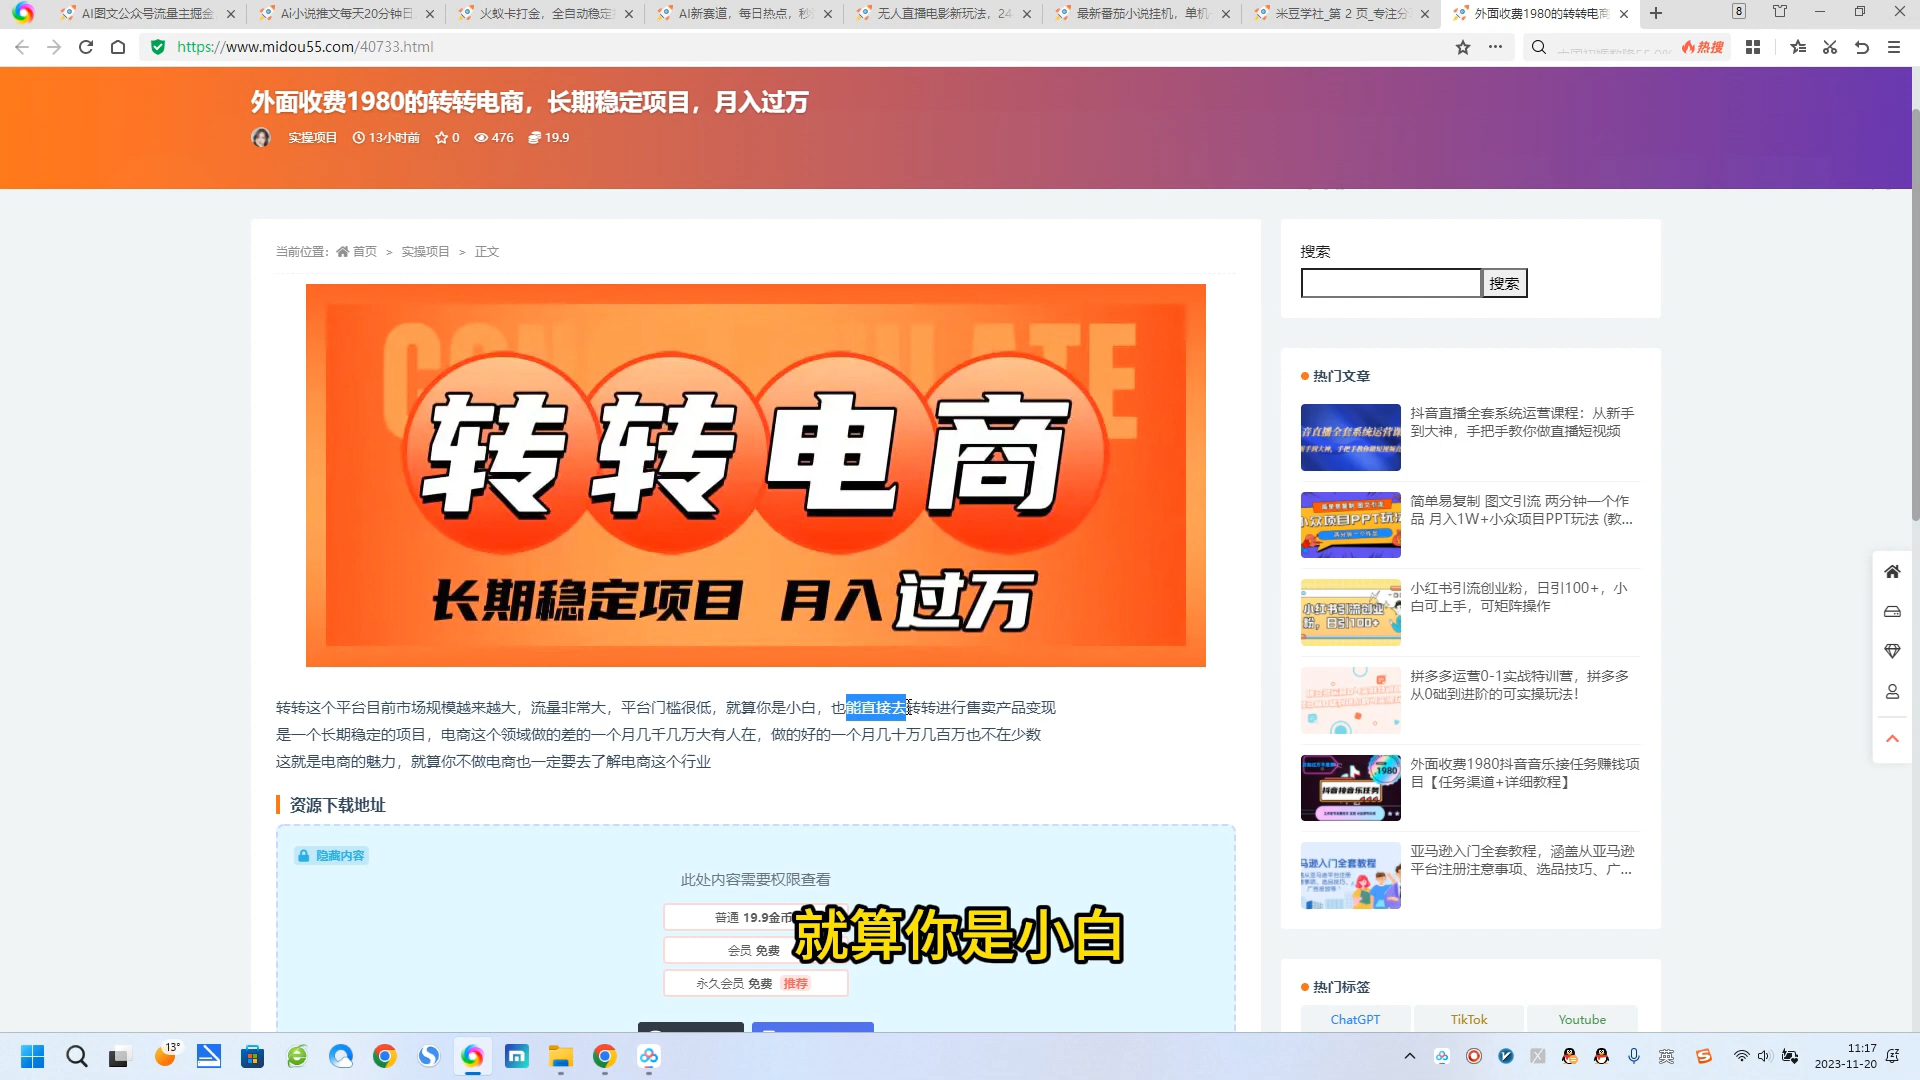 AI图文公众号流量主掘金
Ai小说推文每天20分钟日
火蚁卡打金，全自动稳定
AI新赛道，每日热点，秒
无人直播电影新玩法，24
最新番茄小说挂机，单机
米豆学社_第 2 页_专注分
外面收费1980的转转电商
8
https://www.midou55.com/40733.html
热搜
外面收费1980的转转电商，长期稳定项目，月入过万
实操项目
13小时前
0
476
19.9
当前位置：
首页 > 实操项目 > 正文
转转电商
长期稳定项目 月入过万
转转这个平台目前市场规模越来越大，流量非常大，平台门槛很低，就算你是小白，也能直接去转转进行售卖产品变现
是一个长期稳定的项目，电商这个领域做的差的一个月几千几万大有人在，做的好的一个月几十万几百万也不在少数
这就是电商的魅力，就算你不做电商也一定要去了解电商这个行业
资源下载地址
隐藏内容
此处内容需要权限查看
普通 19.9金币
会员 免费
永久会员 免费 推荐
就算你是小白
搜索
搜索
热门文章
抖音直播全套系统运营课程：从新手
到大神，手把手教你做直播短视频
简单易复制 图文引流 两分钟一个作
品 月入1W+小众项目PPT玩法 (教...
小红书引流创业粉，日引100+，小
白可上手，可矩阵操作
拼多多运营0-1实战特训营，拼多多
从0础到进阶的可实操玩法！
外面收费1980抖音音乐接任务赚钱项
目【任务渠道+详细教程】
亚马逊入门全套教程，涵盖从亚马逊
平台注册注意事项、选品技巧、广...
热门标签
ChatGPT
TikTok
Youtube
13°
英
11:17
2023-11-20